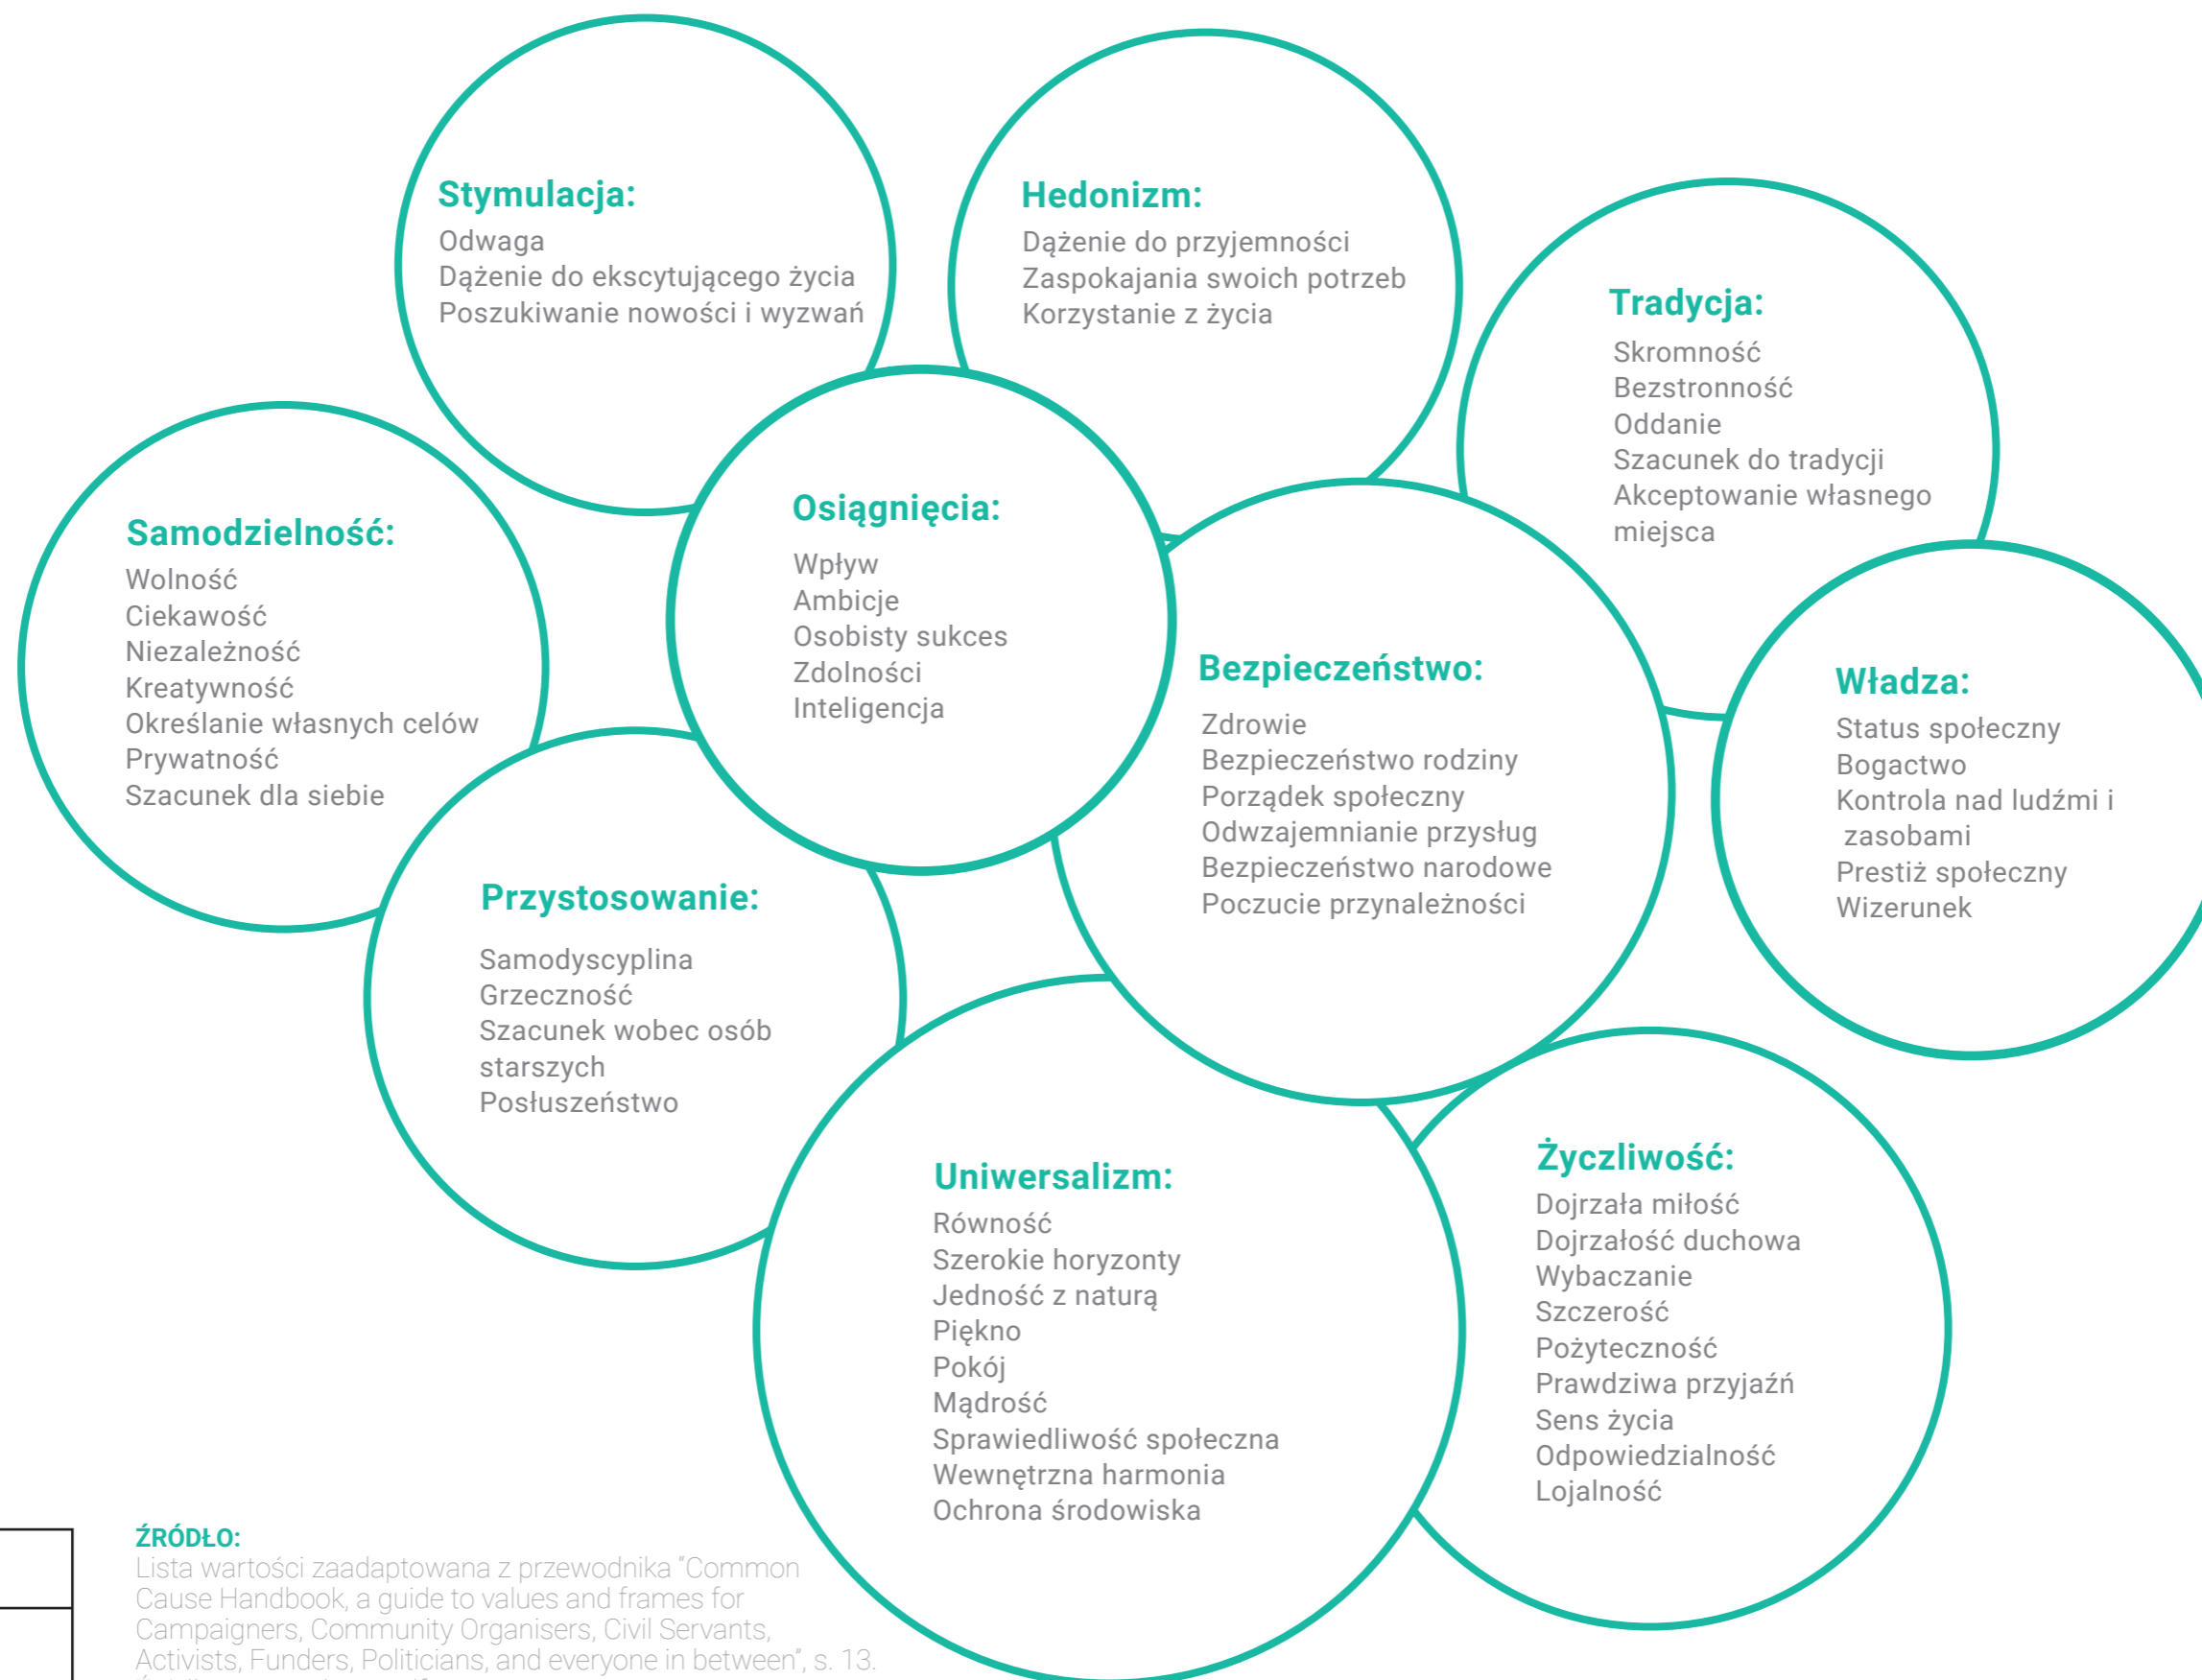 Stymulacja:
Odwaga
Dążenie do ekscytującego życia
Poszukiwanie nowości i wyzwań
Hedonizm:
Dążenie do przyjemności
Zaspokajania swoich potrzeb
Korzystanie z życia
Tradycja:
Skromność
Bezstronność
Oddanie
Szacunek do tradycji
Akceptowanie własnego
miejsca
Samodzielność:
Wolność
Ciekawość
Niezależność
Kreatywność
Określanie własnych celów
Prywatność
Szacunek dla siebie
Osiągnięcia:
Wpływ
Ambicje
Osobisty sukces
Zdolności
Inteligencja
Bezpieczeństwo:
Zdrowie
Bezpieczeństwo rodziny
Porządek społeczny
Odwzajemnianie przysług
Bezpieczeństwo narodowe
Poczucie przynależności
Władza:
Status społeczny
Bogactwo
Kontrola nad ludźmi i
zasobami
Prestiż społeczny
Wizerunek
Przystosowanie:
Samodyscyplina
Grzeczność
Szacunek wobec osób
starszych
Posłuszeństwo
Uniwersalizm:
Równość
Szerokie horyzonty
Jedność z naturą
Piękno
Pokój
Mądrość
Sprawiedliwość społeczna
Wewnętrzna harmonia
Ochrona środowiska
Życzliwość:
Dojrzała miłość
Dojrzałość duchowa
Wybaczanie
Szczerość
Pożyteczność
Prawdziwa przyjaźń
Sens życia
Odpowiedzialność
Lojalność
ŹRÓDŁO:
Lista wartości zaadaptowana z przewodnika "Common
Cause Handbook, a guide to values and frames for
Campaigners, Community Organisers, Civil Servants,
Activists, Funders, Politicians, and everyone in between", s. 13.